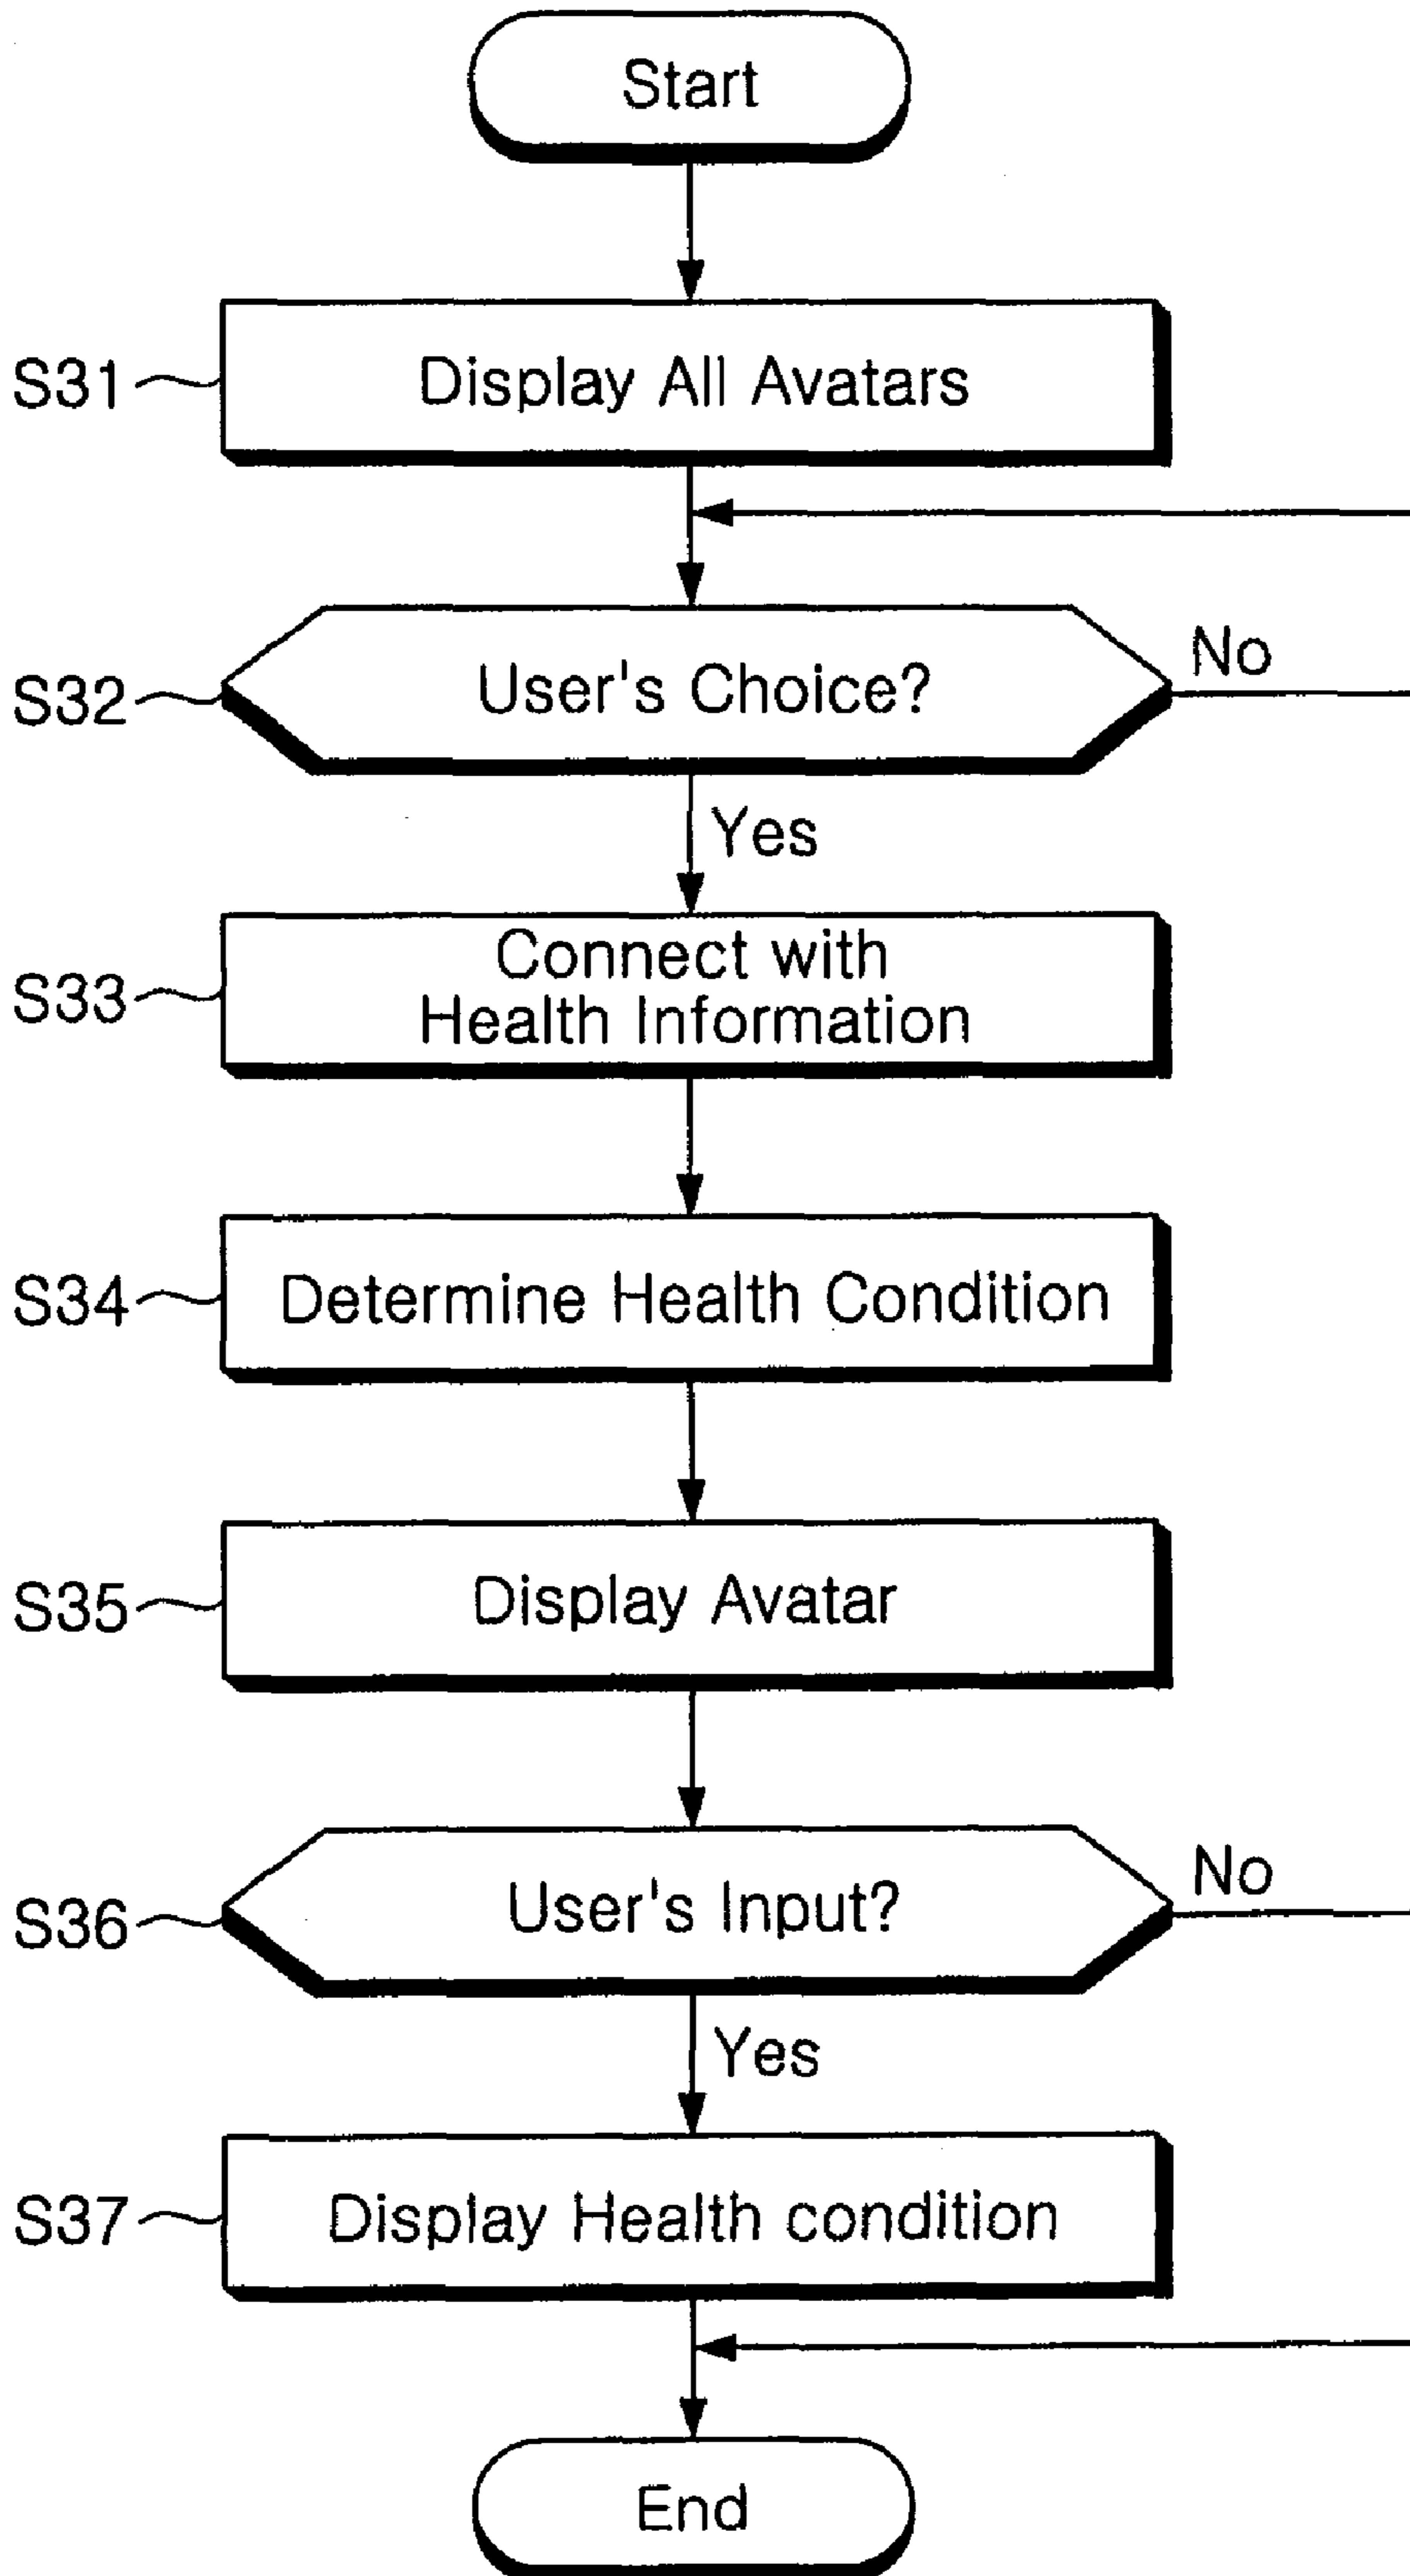 Start
S31
Display All Avatars
S32
User's Choice?
No
Yes
S33
Connect with
Health Information
S34
Determine Health Condition
S35
Display Avatar
S36
User's Input?
No
Yes
S37
Display Health condition
End